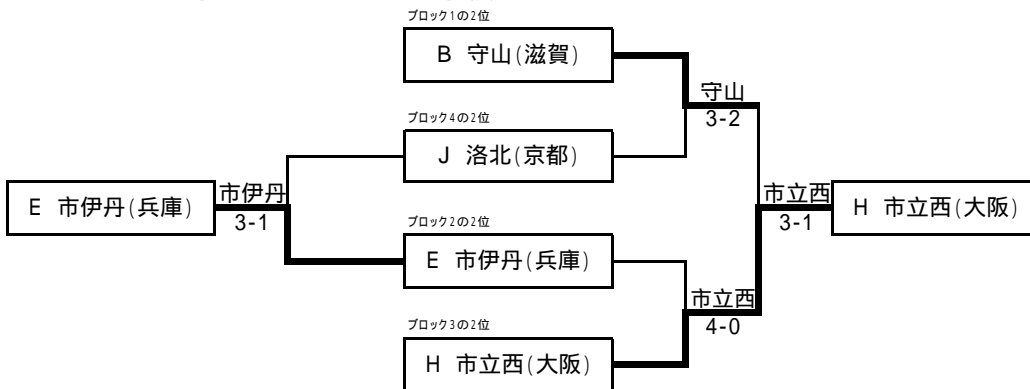 ブロック1の2位
B 守山(滋賀)
守山
3-2
ブロック4の2位
J 洛北(京都)
E 市伊丹(兵庫)
市伊丹
3-1
市立西
3-1
H 市立西(大阪)
ブロック2の2位
E 市伊丹(兵庫)
市立西
4-0
ブロック3の2位
H 市立西(大阪)